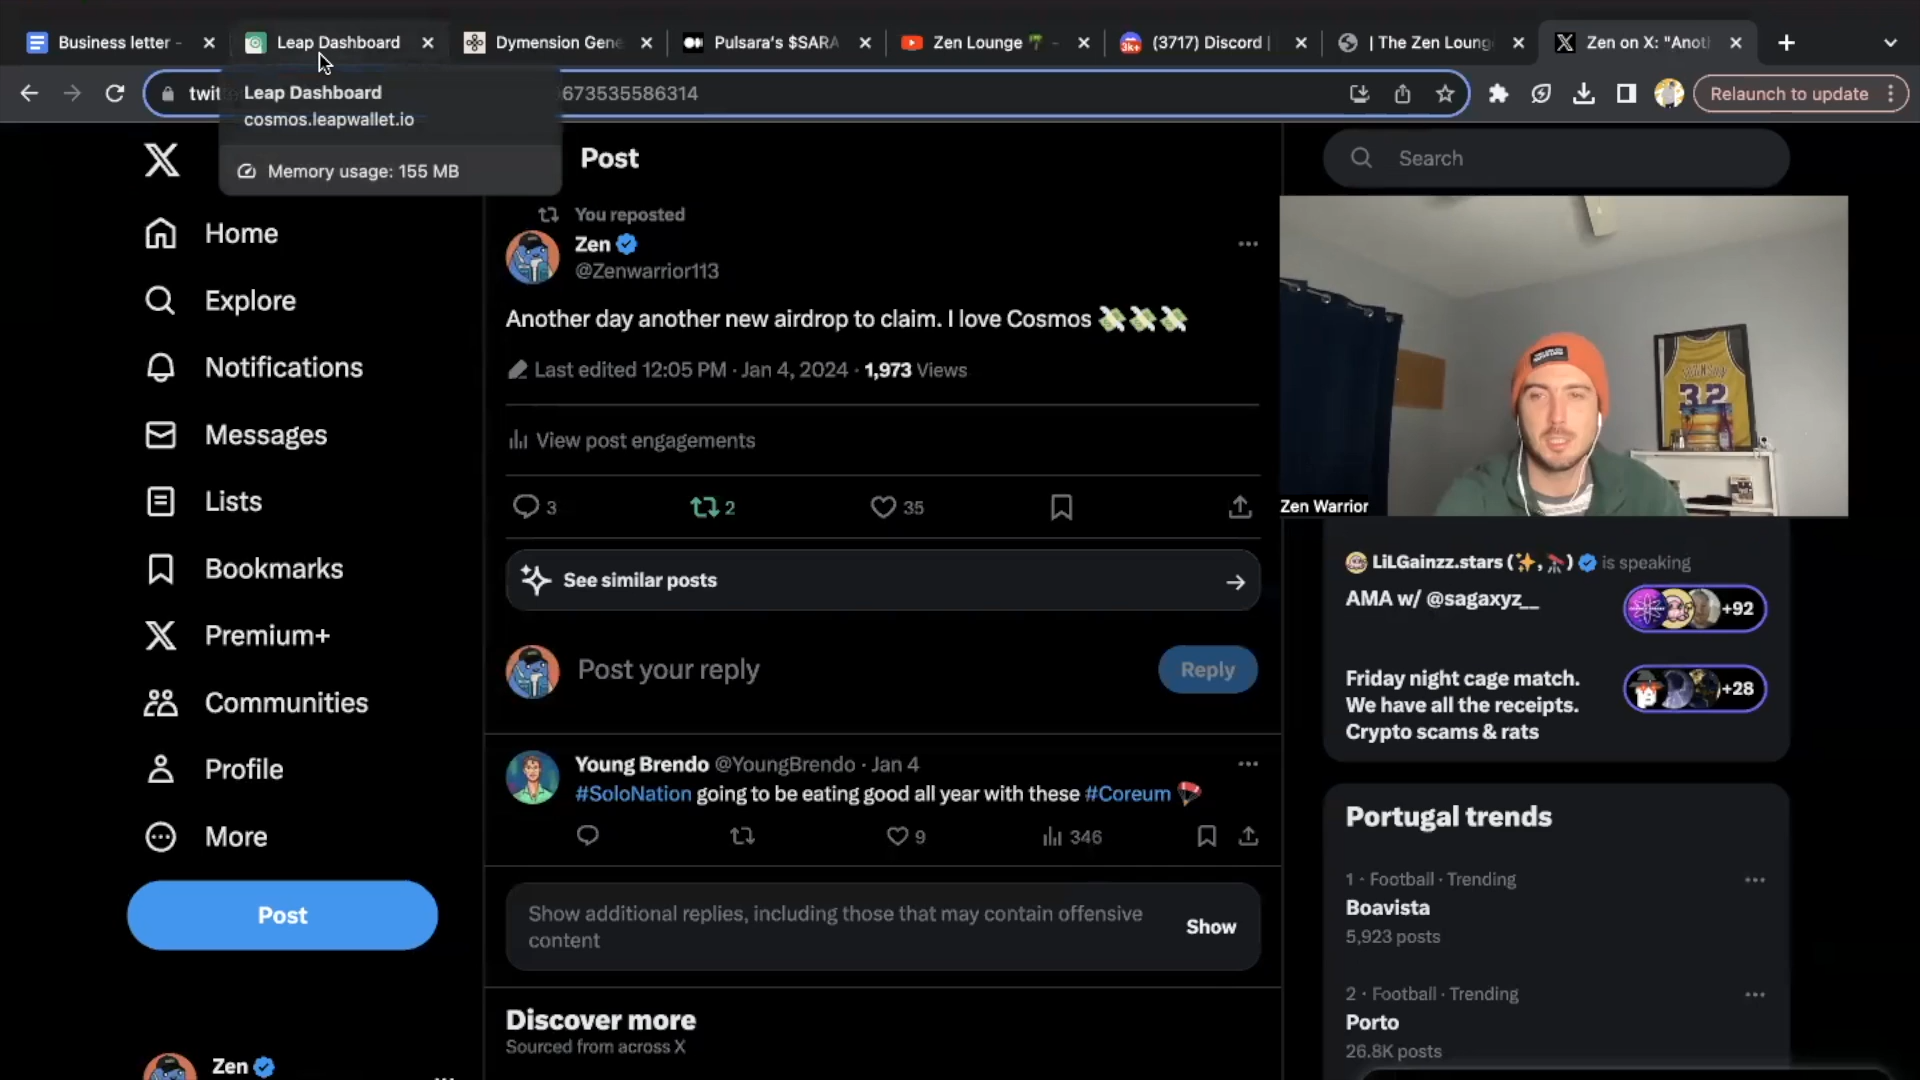 Business letter -
Leap Dashboard
Dymension Gene
Pulsara's $SARA
Zen Lounge 🌴 -
3k+
(3717) Discord |
| The Zen Loung
Zen on X: "Anoth
twit
673535586314
Relaunch to update
Leap Dashboard
cosmos.leapwallet.io
Memory usage: 155 MB
Post
Search
Home
Explore
Notifications
Messages
Lists
Bookmarks
Premium+
Communities
Profile
More
Post
Zen
You reposted
Zen
@Zenwarrior113
Another day another new airdrop to claim. I love Cosmos 💸💸💸
Last edited 12:05 PM · Jan 4, 2024 · 1,973 Views
View post engagements
3
2
35
See similar posts
Post your reply
Reply
Young Brendo @YoungBrendo · Jan 4
#SoloNation going to be eating good all year with these #Coreum 🪂
9
346
Show additional replies, including those that may contain offensive
content
Show
Discover more
Sourced from across X
32
Zen Warrior
LiLGainzz.stars (✨,🔭) is speaking
AMA w/ @sagaxyz__
+92
Friday night cage match.
We have all the receipts.
Crypto scams & rats
+28
Portugal trends
1 · Football · Trending
Boavista
5,923 posts
2 · Football · Trending
Porto
26.8K posts